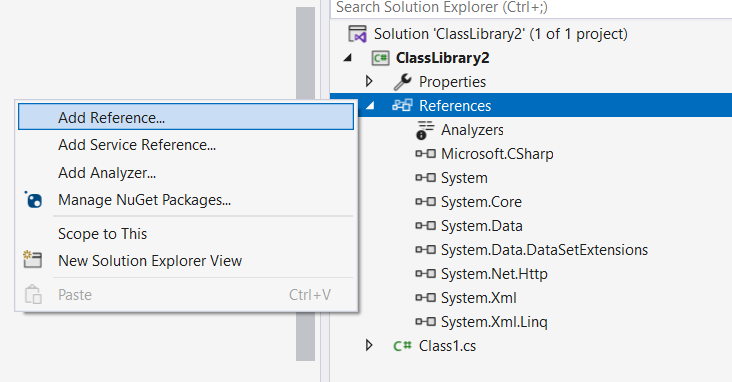 Search Solution Explorer (Ctrl+;)
Solution 'ClassLibrary2' (1 of 1 project)
C# ClassLibrary2
Properties
References
Analyzers
Microsoft.CSharp
System
System.Core
System.Data
System.Data.DataSetExtensions
System.Net.Http
System.Xml
System.Xml.Linq
C# Class1.cs
Add Reference...
Add Service Reference...
Add Analyzer...
Manage NuGet Packages...
Scope to This
New Solution Explorer View
Paste Ctrl+V